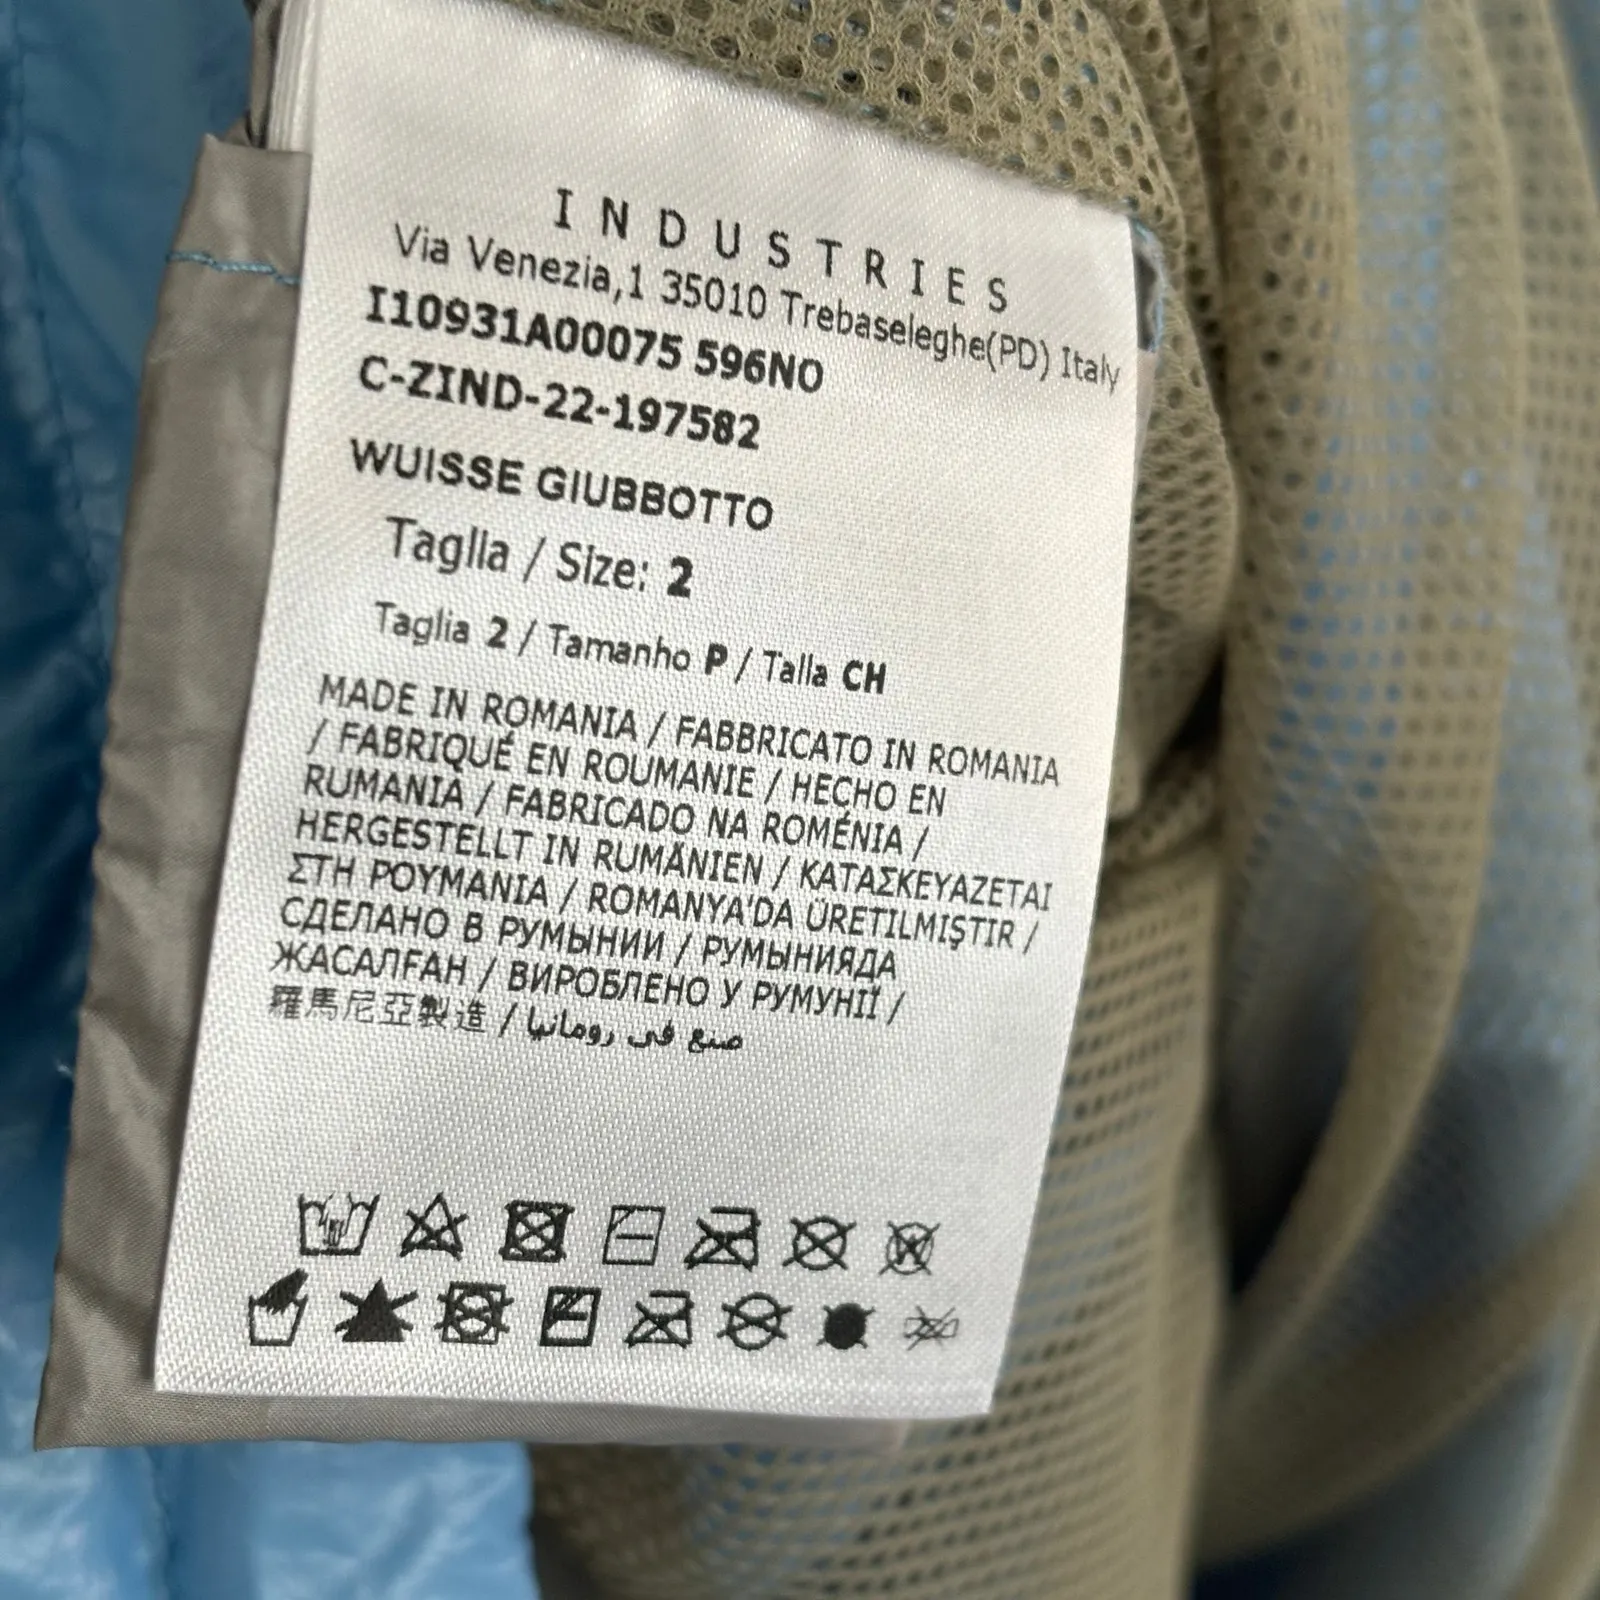 INDUSTRIES
Via Venezia,1 35010 Trebaseleghe(PD) Italy
I10931A00075 596NO
C-ZIND-22-197582
WUISSE GIUBBOTTO
Taglia / Size: 2
Taglia 2 / Tamanho P / Talla CH
MADE IN ROMANIA / FABBRICATO IN ROMANIA
/ FABRIQUÉ EN ROUMANIE / HECHO EN
RUMANIA / FABRICADO NA ROMÉNIA /
HERGESTELLT IN RUMÄNIEN / ΚΑΤΑΣΚΕΥΑΖΕΤΑΙ
ΣΤΗ ΡΟΥΜΑΝΙΑ / ROMANYA'DA ÜRETILMIŞTIR /
СДЕЛАНО В РУМЫНИИ / РУМЫНИЯДА
ЖАСАЛҒАН / ВИРОБЛЕНО У РУМУНІЇ /
羅馬尼亞製造 / صنع في رومانيا